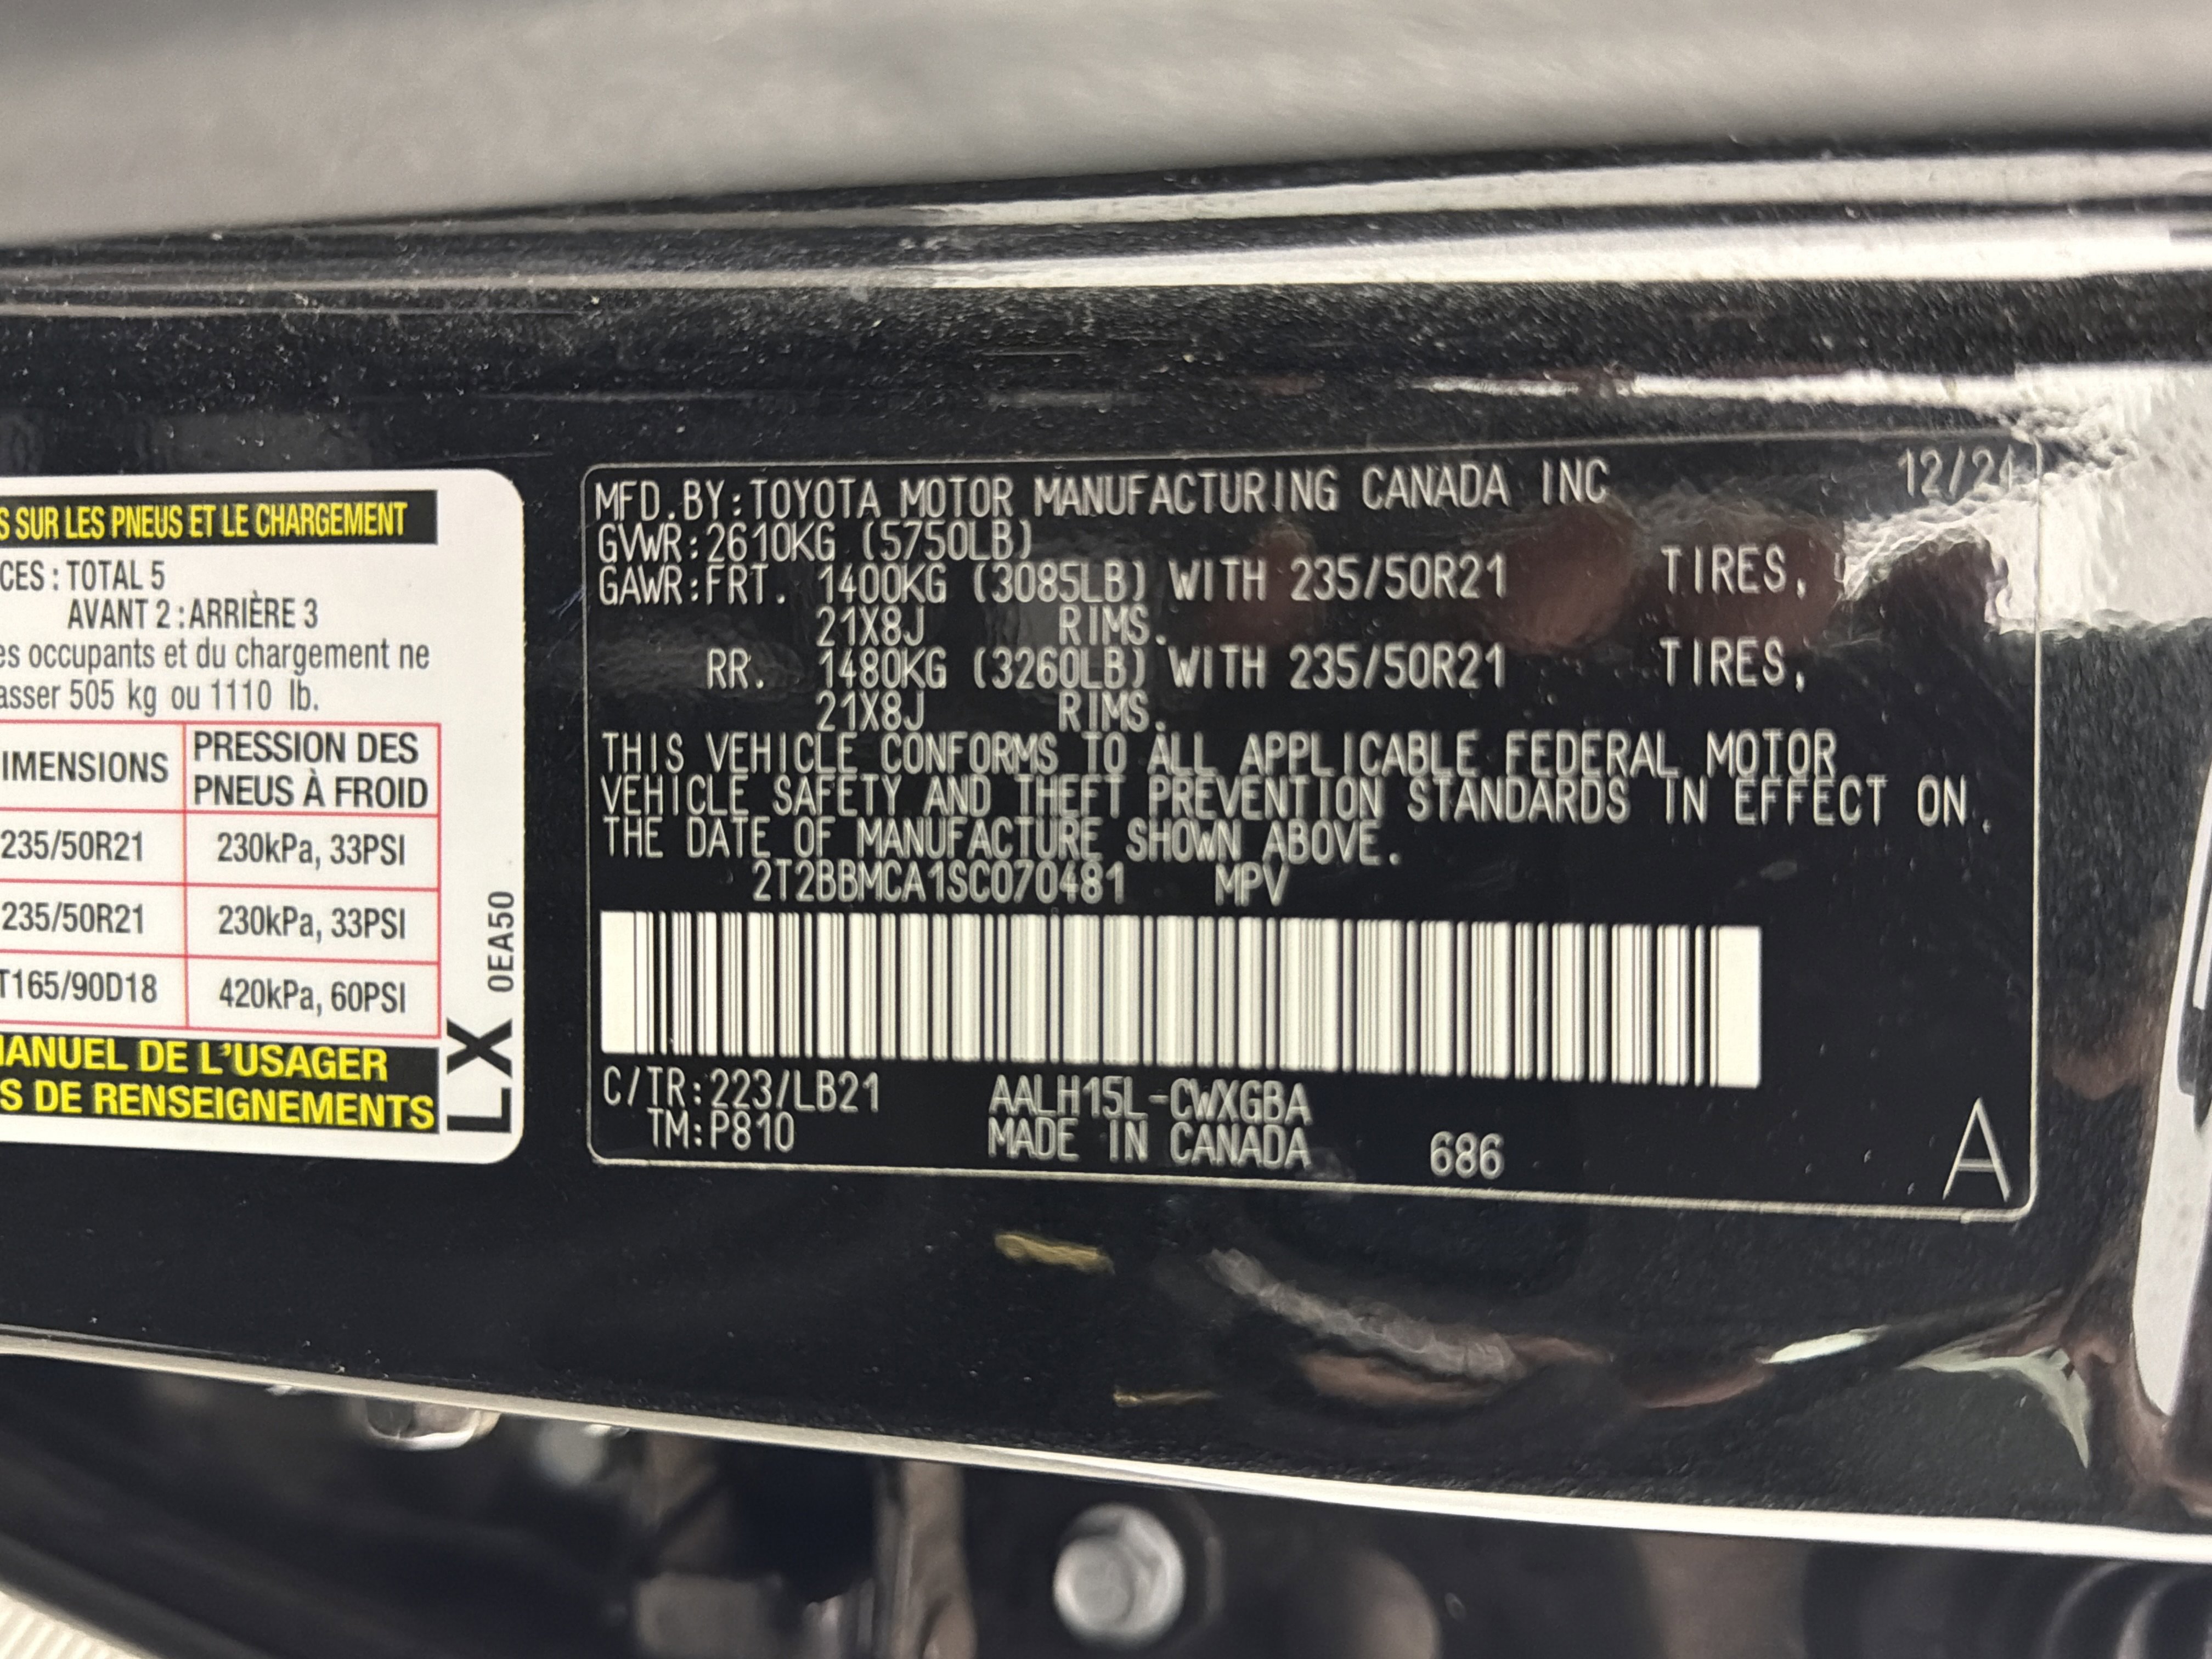 S SUR LES PNEUS ET LE CHARGEMENT
CES : TOTAL 5
AVANT 2 : ARRIÈRE 3
es occupants et du chargement ne
asser 505 kg ou 1110 lb.
IMENSIONS PRESSION DES PNEUS À FROID
235/50R21 230kPa, 33PSI
235/50R21 230kPa, 33PSI
T165/90D18 420kPa, 60PSI
MANUEL DE L'USAGER
S DE RENSEIGNEMENTS
LX 0EA50
MFD.BY:TOYOTA MOTOR MANUFACTURING CANADA INC 12/24
GVWR:2610KG (5750LB)
GAWR:FRT. 1400KG (3085LB) WITH 235/50R21 TIRES,
21X8J RIMS.
RR. 1480KG (3260LB) WITH 235/50R21 TIRES,
21X8J RIMS.
THIS VEHICLE CONFORMS TO ALL APPLICABLE FEDERAL MOTOR
VEHICLE SAFETY AND THEFT PREVENTION STANDARDS IN EFFECT ON
THE DATE OF MANUFACTURE SHOWN ABOVE.
2T2BBMCA1SC070481 MPV
C/TR:223/LB21 AALH15L-CWXGBA
TM:P810 MADE IN CANADA 686
A